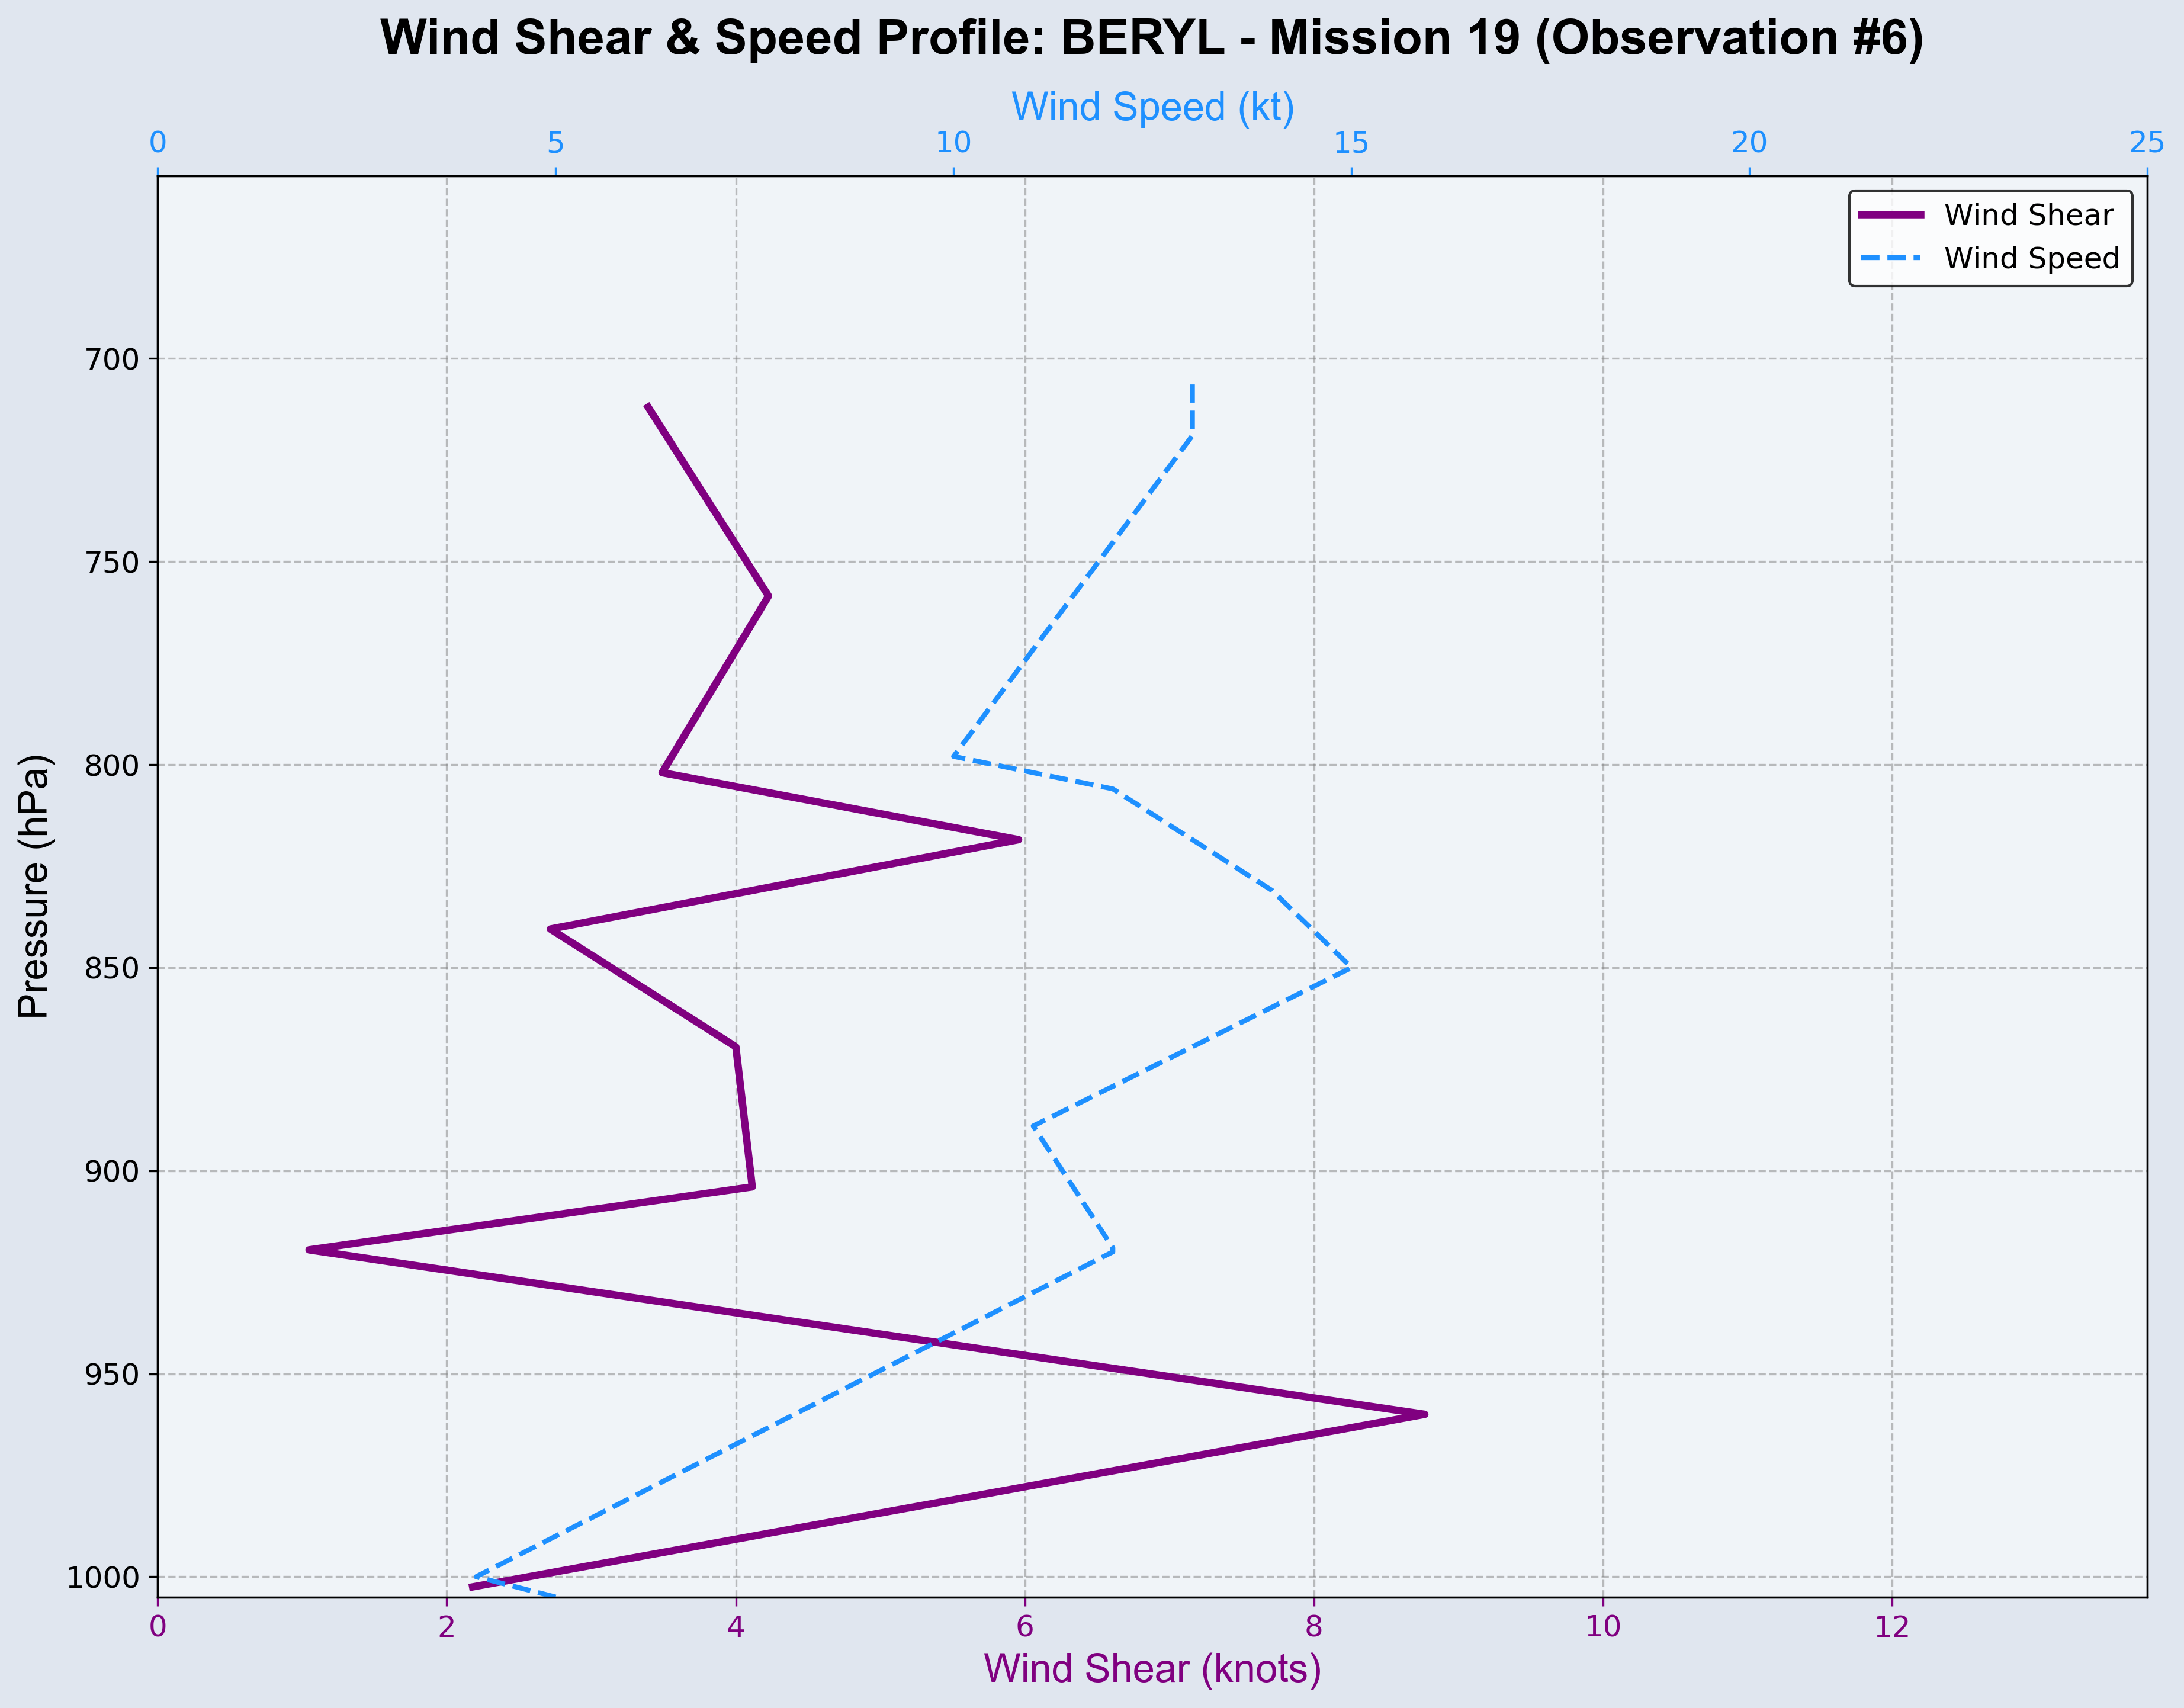 Wind Shear & Speed Profile: BERYL - Mission 19 (Observation #6)
Wind Speed (kt)
0 5 10 15 20 25
Wind Shear
Wind Speed
Pressure (hPa)
700
750
800
850
900
950
1000
0 2 4 6 8 10 12
Wind Shear (knots)